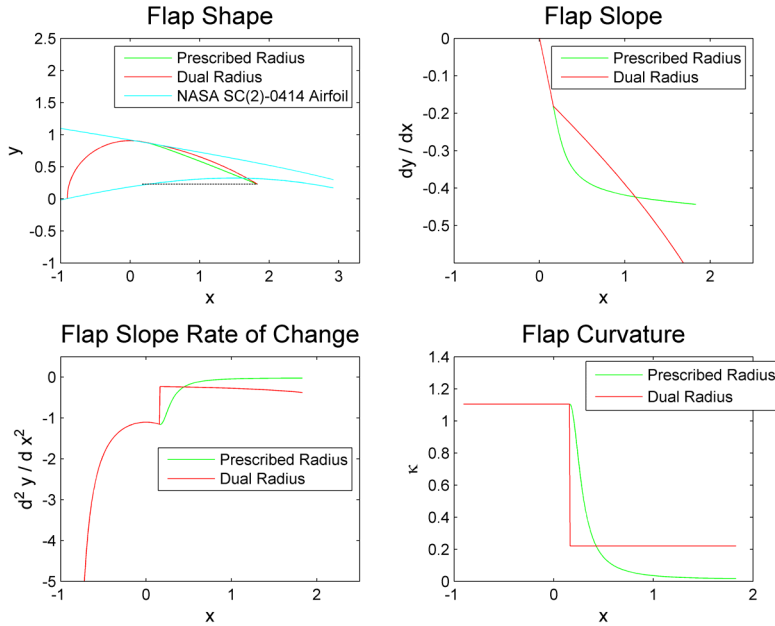 Flap Shape
2.5
2
1.5
1
0.5
0
-0.5
-1
y
Prescribed Radius
Dual Radius
NASA SC(2)-0414 Airfoil
-1 0 1 2 3
x
Flap Slope
0
-0.1
-0.2
-0.3
-0.4
-0.5
dy / dx
Prescribed Radius
Dual Radius
-1 0 1 2
x
Flap Slope Rate of Change
0
-1
-2
-3
-4
-5
d² y / d x²
Prescribed Radius
Dual Radius
-1 0 1 2
x
Flap Curvature
1.4
1.2
1
0.8
0.6
0.4
0.2
0
κ
Prescribed Radius
Dual Radius
-1 0 1 2
x